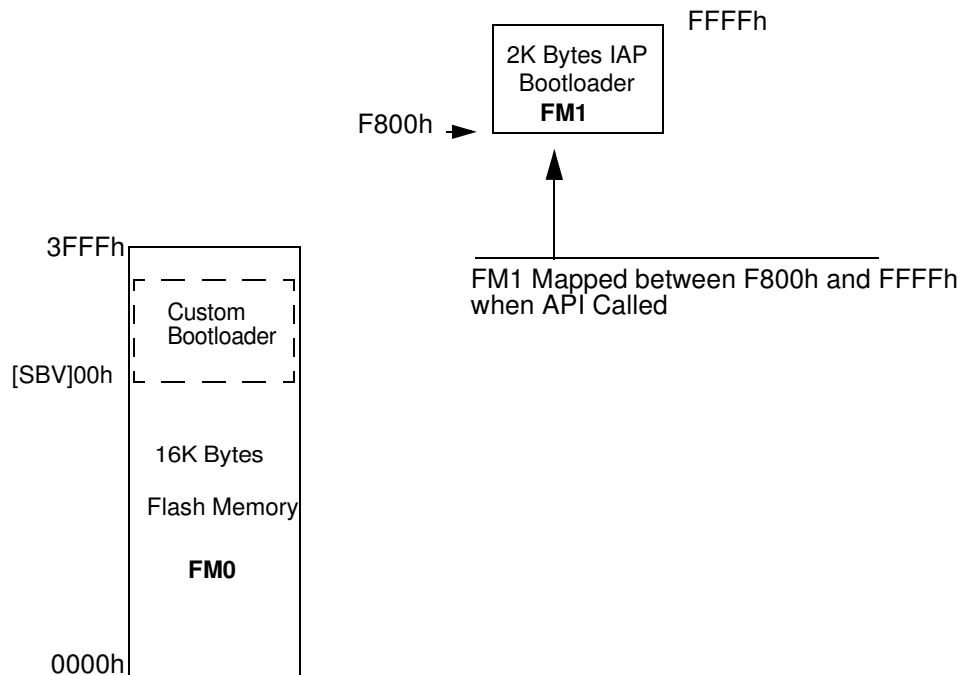 FFFFh
2K Bytes IAP
Bootloader
FM1
F800h
3FFFh
FM1 Mapped between F800h and FFFFh
when API Called
Custom
Bootloader
[SBV]00h
16K Bytes
Flash Memory
FM0
0000h